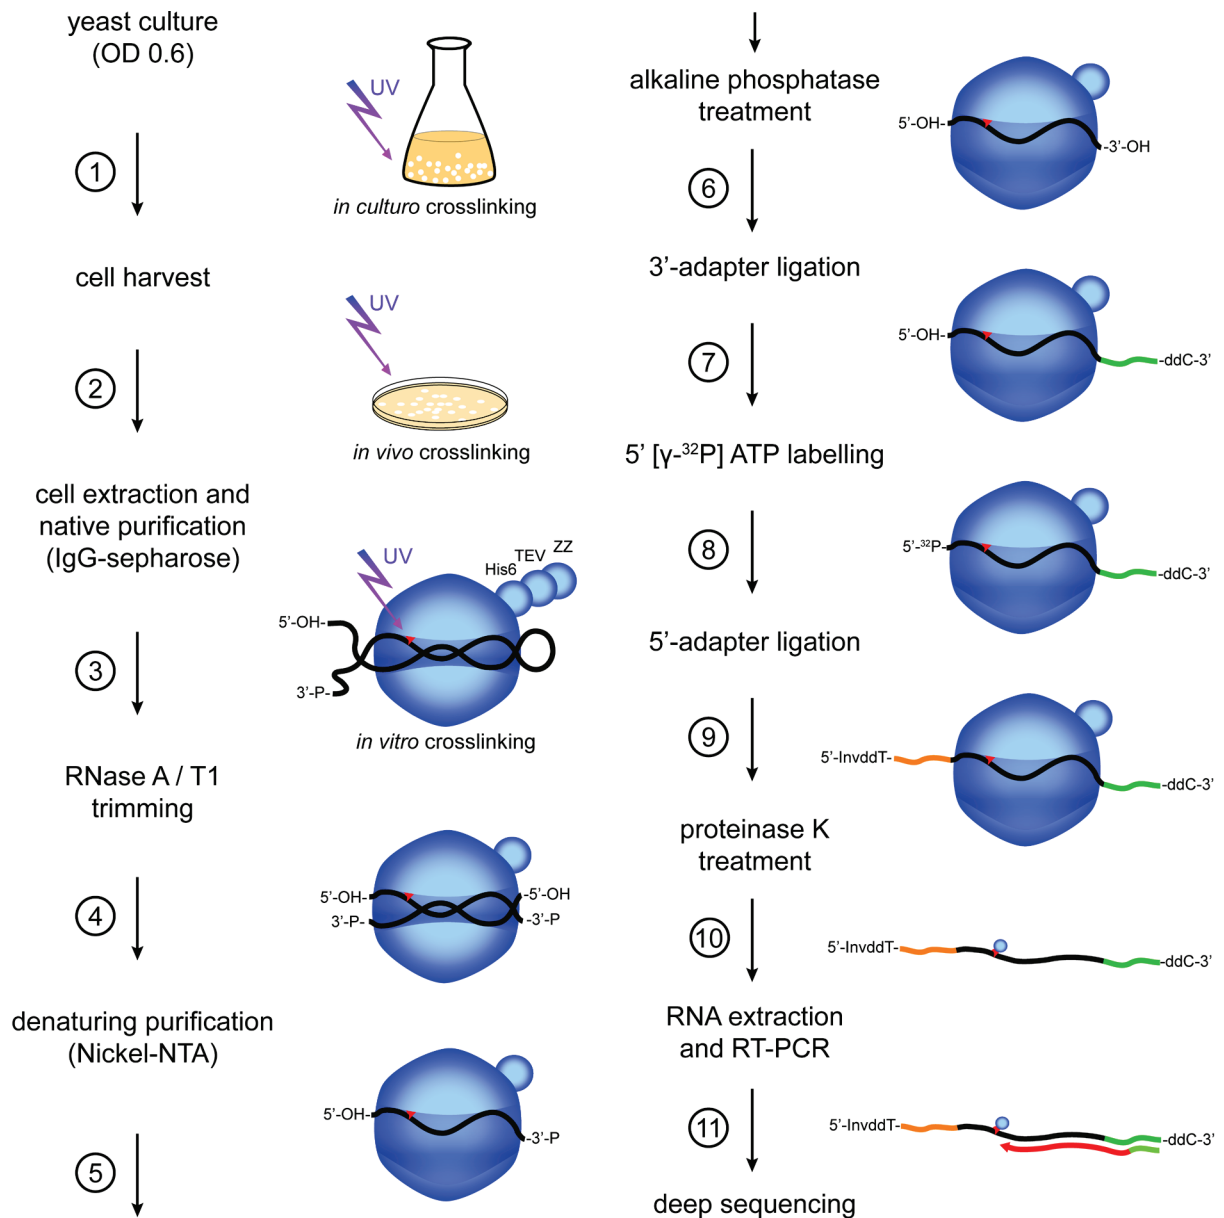 yeast culture
(OD 0.6)
UV
1
in culturo crosslinking
cell harvest
UV
2
in vivo crosslinking
cell extraction and
native purification
(IgG-sepharose)
UV
His6
TEV
ZZ
5’-OH-
3
3’-P-
in vitro crosslinking
RNase A / T1
trimming
5’-OH-
-5’-OH
4
3’-P-
-3’-P
denaturing purification
(Nickel-NTA)
5’-OH-
-3’-P
5
alkaline phosphatase
treatment
5’-OH-
-3’-OH
6
3’-adapter ligation
5’-OH-
7
-ddC-3’
5’ [γ-³²P] ATP labelling
8
5’-³²P-
-ddC-3’
5’-adapter ligation
9
5’-InvddT-
-ddC-3’
proteinase K
treatment
10
5’-InvddT-
-ddC-3’
RNA extraction
and RT-PCR
11
5’-InvddT-
-ddC-3’
deep sequencing